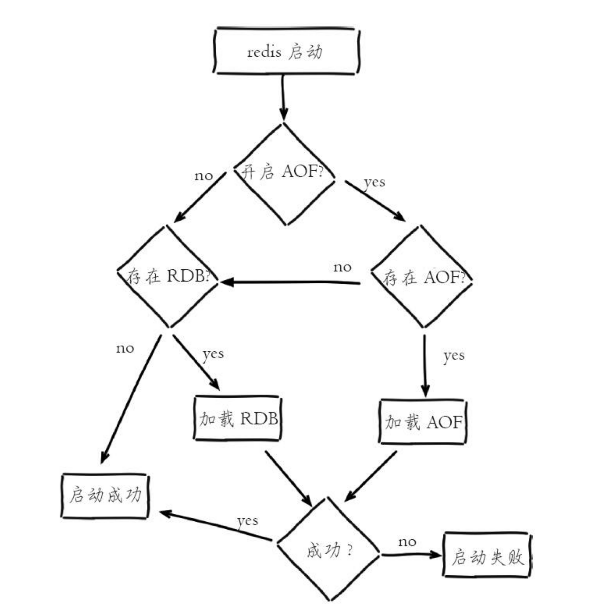 redis 启动
开启 AOF?
no
yes
存在 RDB?
no
存在 AOF?
no
yes
yes
加载 RDB
加载 AOF
启动成功
yes
成功?
no
启动失败